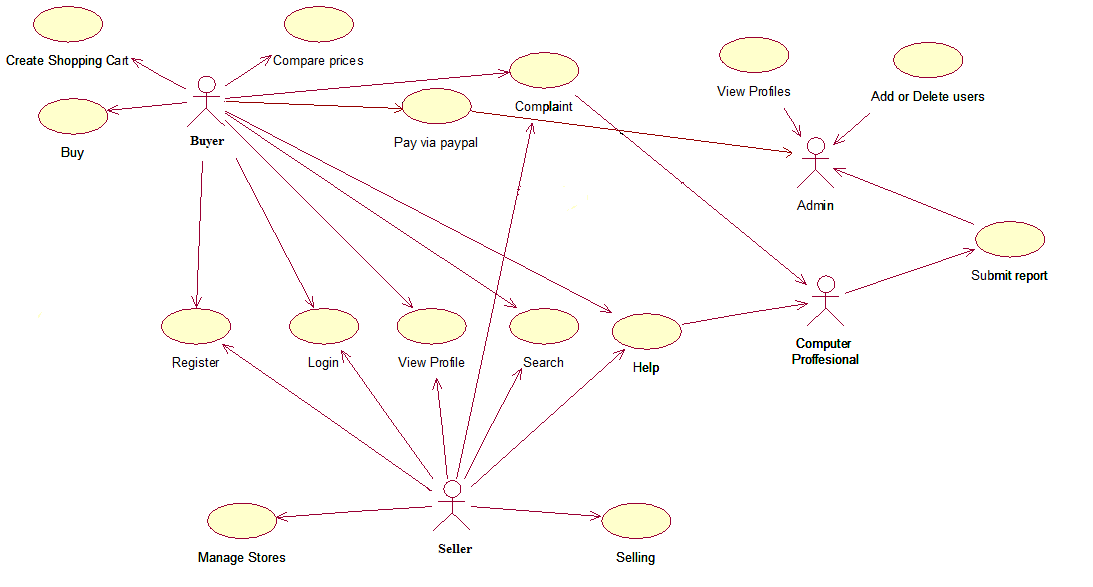 Create Shopping Cart
Compare prices
Complaint
View Profiles
Add or Delete users
Buy
Buyer
Pay via paypal
Admin
Submit report
Register
Login
View Profile
Search
Help
Computer
Proffesional
Manage Stores
Seller
Selling